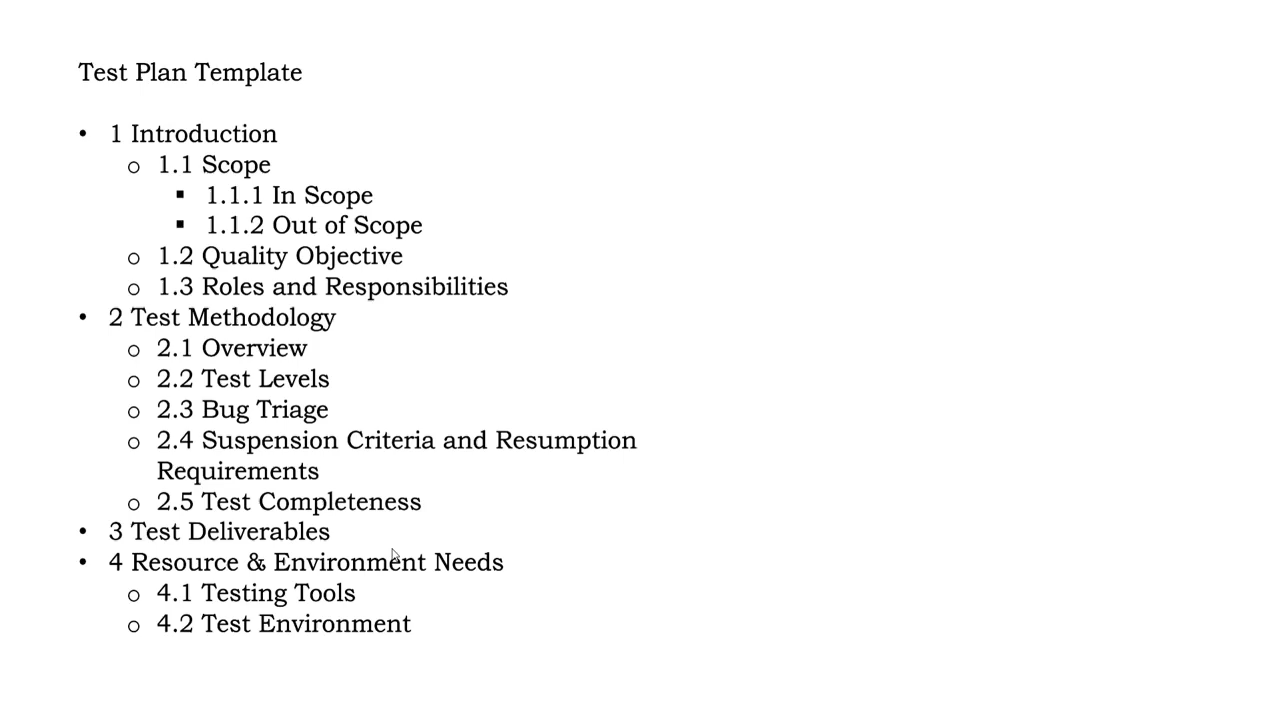 Test Plan Template
• 1 Introduction
o 1.1 Scope
▪ 1.1.1 In Scope
▪ 1.1.2 Out of Scope
o 1.2 Quality Objective
o 1.3 Roles and Responsibilities
• 2 Test Methodology
o 2.1 Overview
o 2.2 Test Levels
o 2.3 Bug Triage
o 2.4 Suspension Criteria and Resumption
Requirements
o 2.5 Test Completeness
• 3 Test Deliverables
• 4 Resource & Environment Needs
o 4.1 Testing Tools
o 4.2 Test Environment